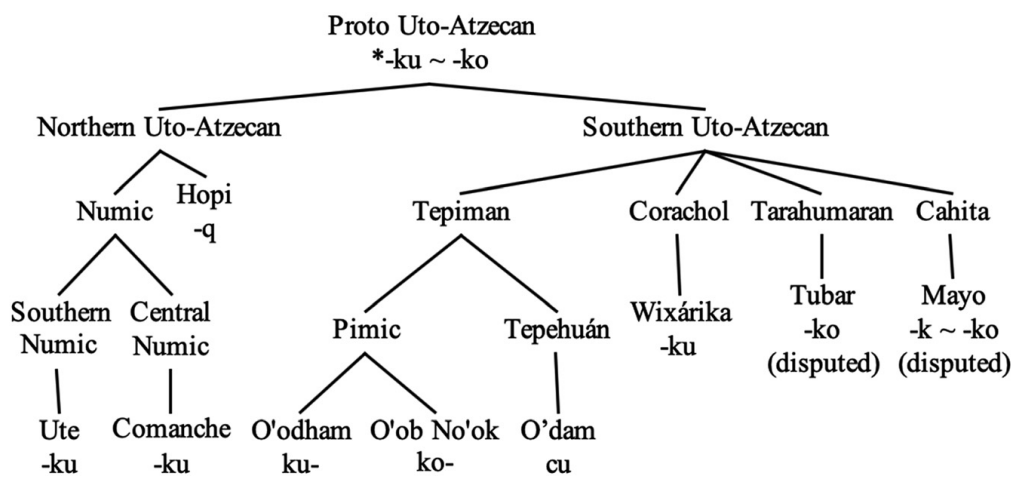 Proto Uto-Atzecan
*-ku ~ -ko
Northern Uto-Atzecan
Southern Uto-Atzecan
Numic
Hopi
-q
Tepiman
Corachol
Tarahumaran
Cahita
Southern
Numic
Central
Numic
Pimic
Tepehuán
Wixárika
-ku
Tubar
-ko
(disputed)
Mayo
-k ~ -ko
(disputed)
Ute
-ku
Comanche
-ku
O'odham
ku-
O'ob No'ok
ko-
O’dam
cu